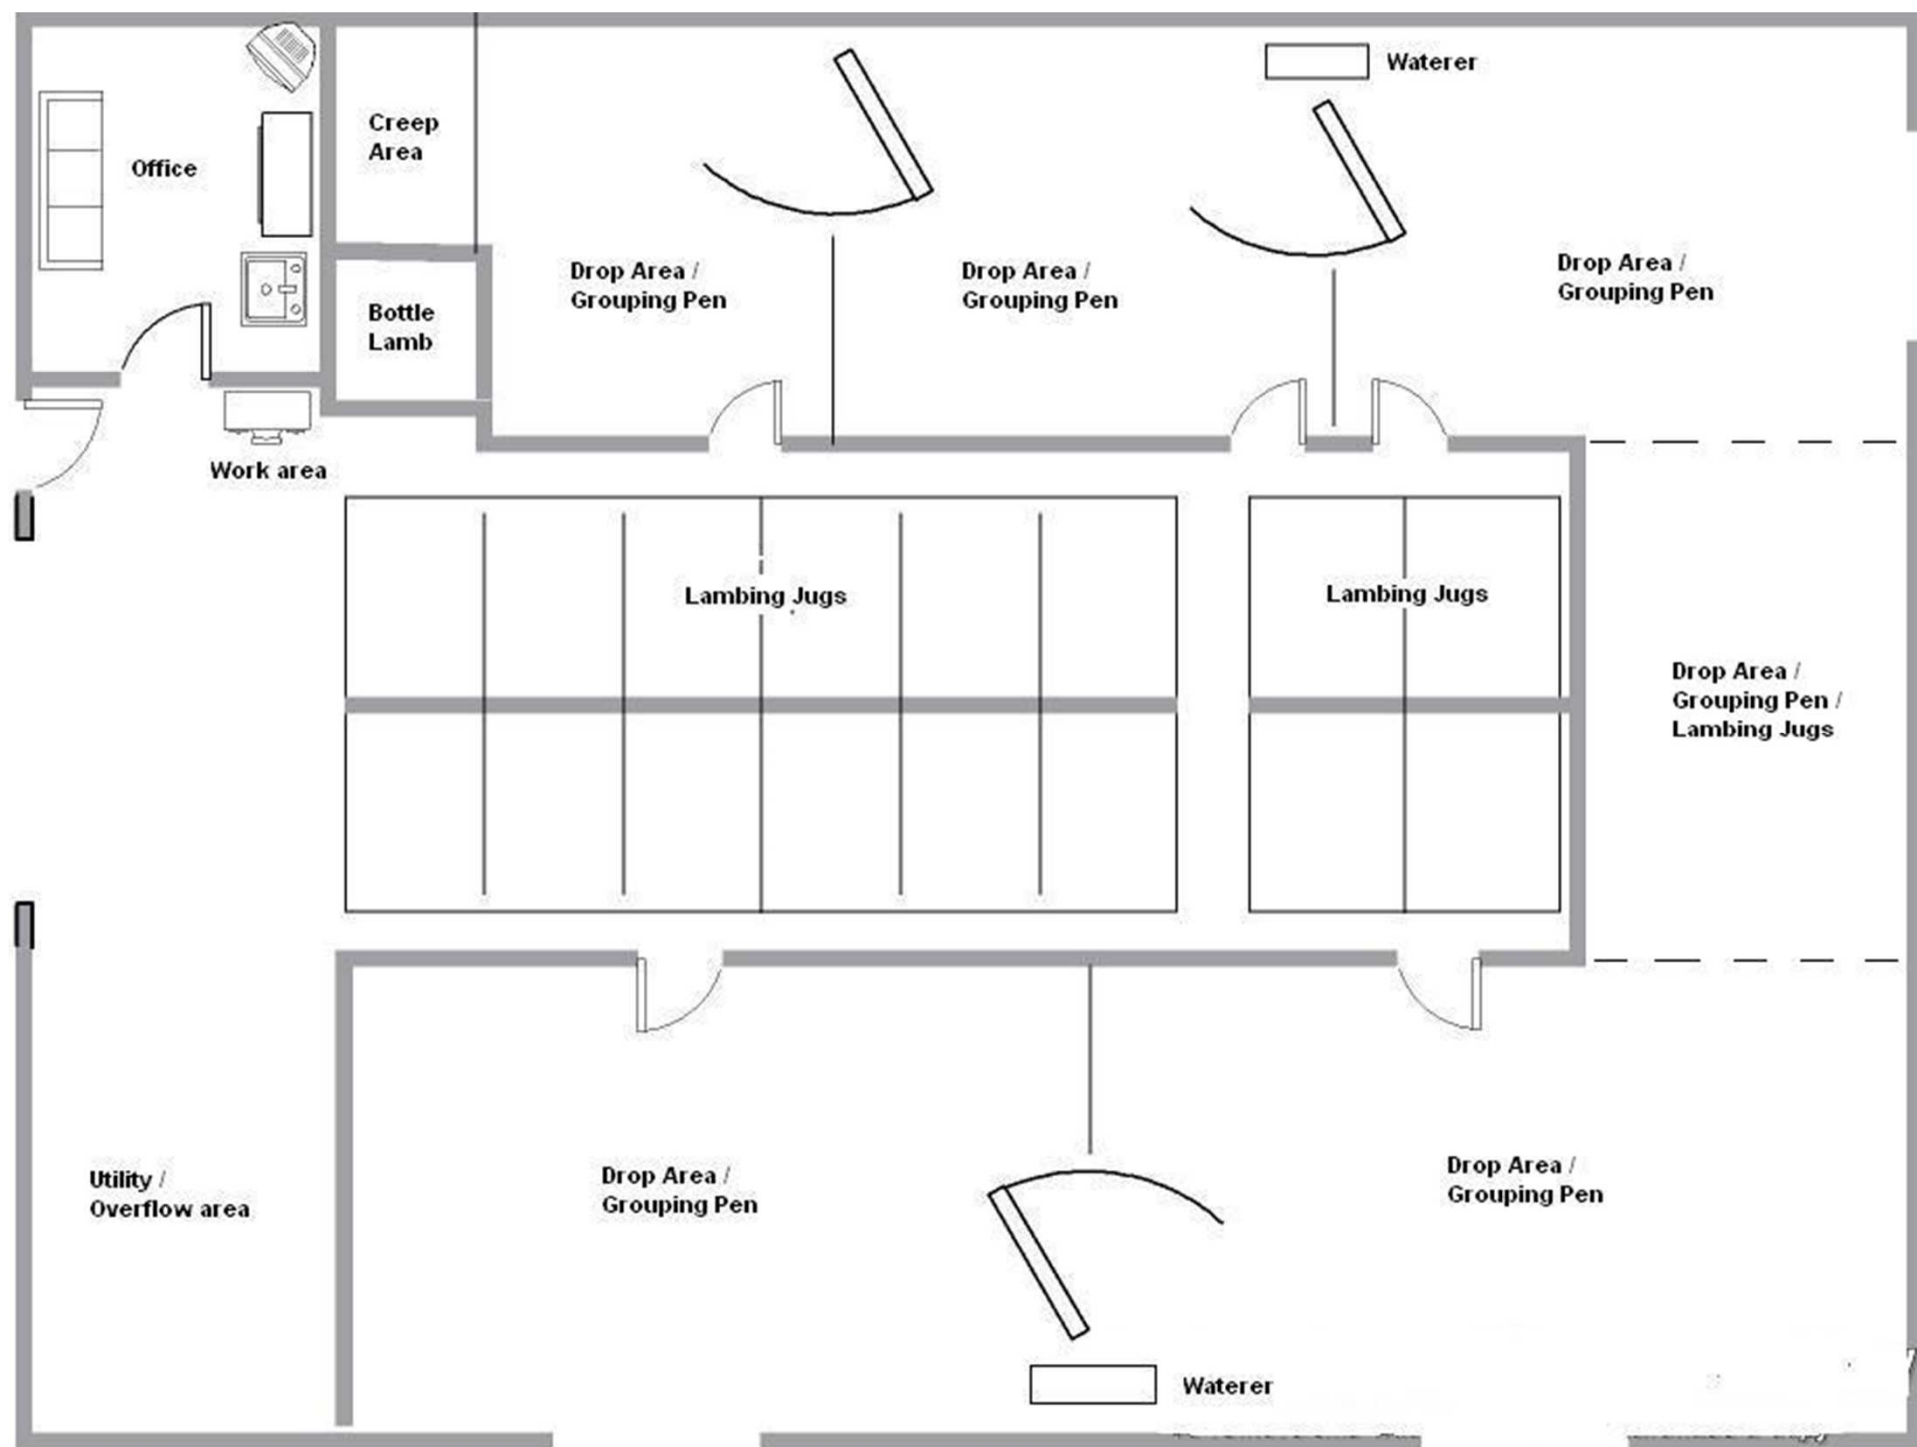 Waterer
Creep
Area
Office
Drop Area /
Grouping Pen
Drop Area /
Grouping Pen
Drop Area /
Grouping Pen
Bottle
Lamb
Work area
Lambing Jugs
Lambing Jugs
Drop Area /
Grouping Pen /
Lambing Jugs
Utility /
Overflow area
Drop Area /
Grouping Pen
Drop Area /
Grouping Pen
Waterer